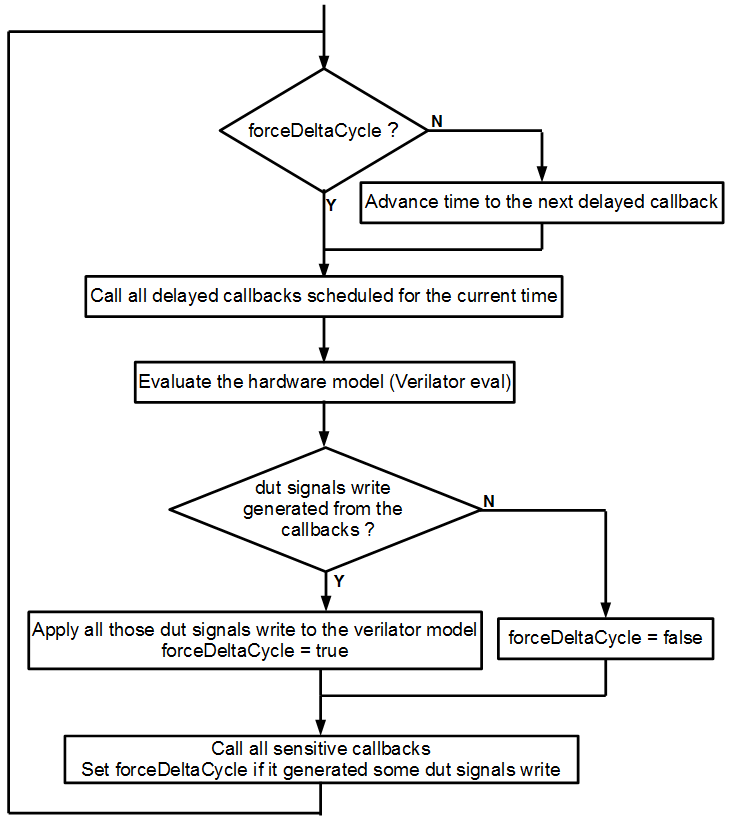 forceDeltaCycle ?
N
Y
Advance time to the next delayed callback
Call all delayed callbacks scheduled for the current time
Evaluate the hardware model (Verilator eval)
dut signals write
generated from the
callbacks ?
N
Y
Apply all those dut signals write to the verilator model
forceDeltaCycle = true
forceDeltaCycle = false
Call all sensitive callbacks
Set forceDeltaCycle if it generated some dut signals write